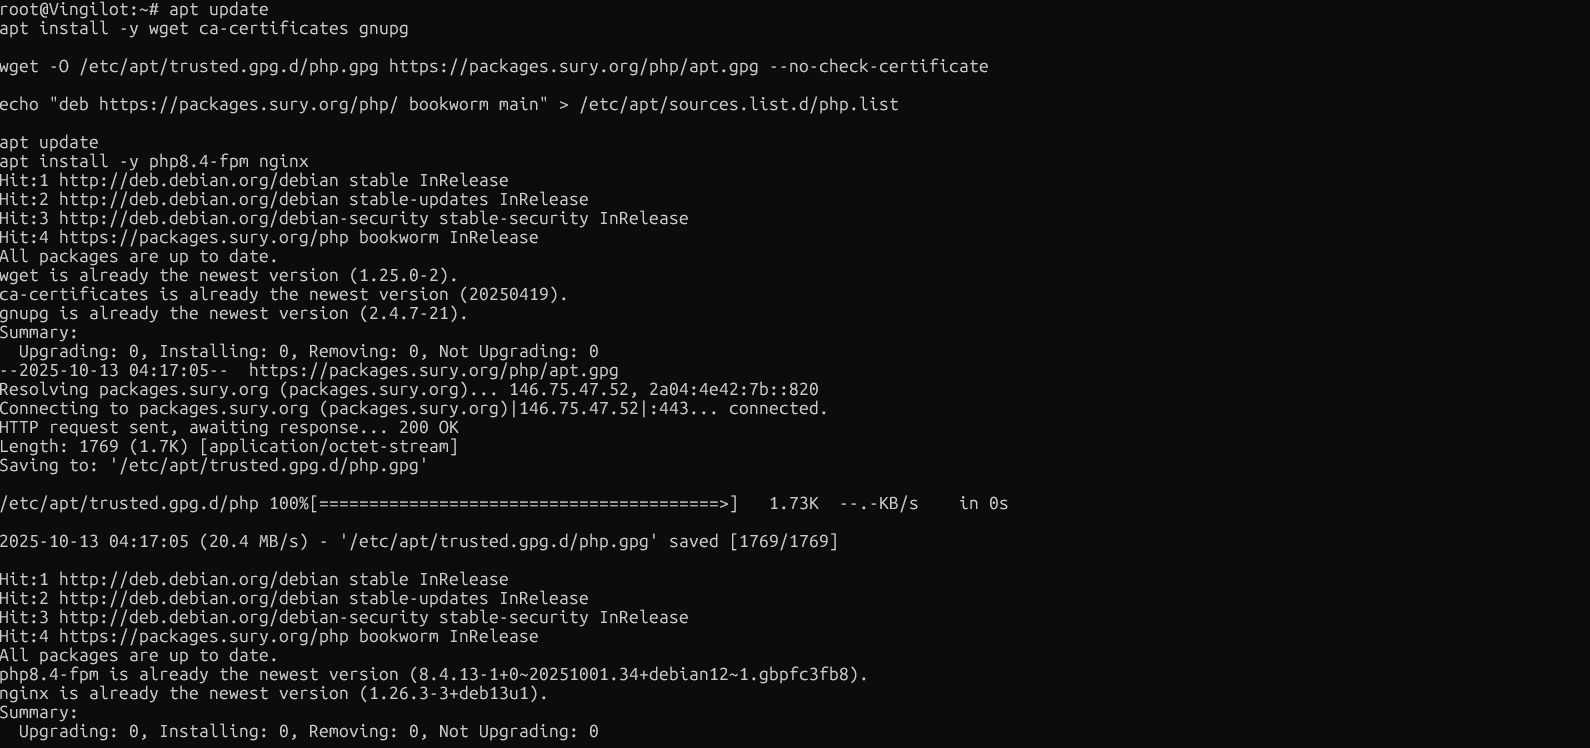 root@Vingilot:~# apt update
apt install -y wget ca-certificates gnupg
wget -O /etc/apt/trusted.gpg.d/php.gpg https://packages.sury.org/php/apt.gpg --no-check-certificate
echo "deb https://packages.sury.org/php/ bookworm main" > /etc/apt/sources.list.d/php.list
apt update
apt install -y php8.4-fpm nginx
Hit:1 http://deb.debian.org/debian stable InRelease
Hit:2 http://deb.debian.org/debian stable-updates InRelease
Hit:3 http://deb.debian.org/debian-security stable-security InRelease
Hit:4 https://packages.sury.org/php bookworm InRelease
All packages are up to date.
wget is already the newest version (1.25.0-2).
ca-certificates is already the newest version (20250419).
gnupg is already the newest version (2.4.7-21).
Summary:
  Upgrading: 0, Installing: 0, Removing: 0, Not Upgrading: 0
--2025-10-13 04:17:05--  https://packages.sury.org/php/apt.gpg
Resolving packages.sury.org (packages.sury.org)... 146.75.47.52, 2a04:4e42:7b::820
Connecting to packages.sury.org (packages.sury.org)|146.75.47.52|:443... connected.
HTTP request sent, awaiting response... 200 OK
Length: 1769 (1.7K) [application/octet-stream]
Saving to: '/etc/apt/trusted.gpg.d/php.gpg'
/etc/apt/trusted.gpg.d/php 100%[========================================>]   1.73K  --.-KB/s    in 0s
2025-10-13 04:17:05 (20.4 MB/s) - '/etc/apt/trusted.gpg.d/php.gpg' saved [1769/1769]
Hit:1 http://deb.debian.org/debian stable InRelease
Hit:2 http://deb.debian.org/debian stable-updates InRelease
Hit:3 http://deb.debian.org/debian-security stable-security InRelease
Hit:4 https://packages.sury.org/php bookworm InRelease
All packages are up to date.
php8.4-fpm is already the newest version (8.4.13-1+0~20251001.34+debian12~1.gbpfc3fb8).
nginx is already the newest version (1.26.3-3+deb13u1).
Summary:
  Upgrading: 0, Installing: 0, Removing: 0, Not Upgrading: 0